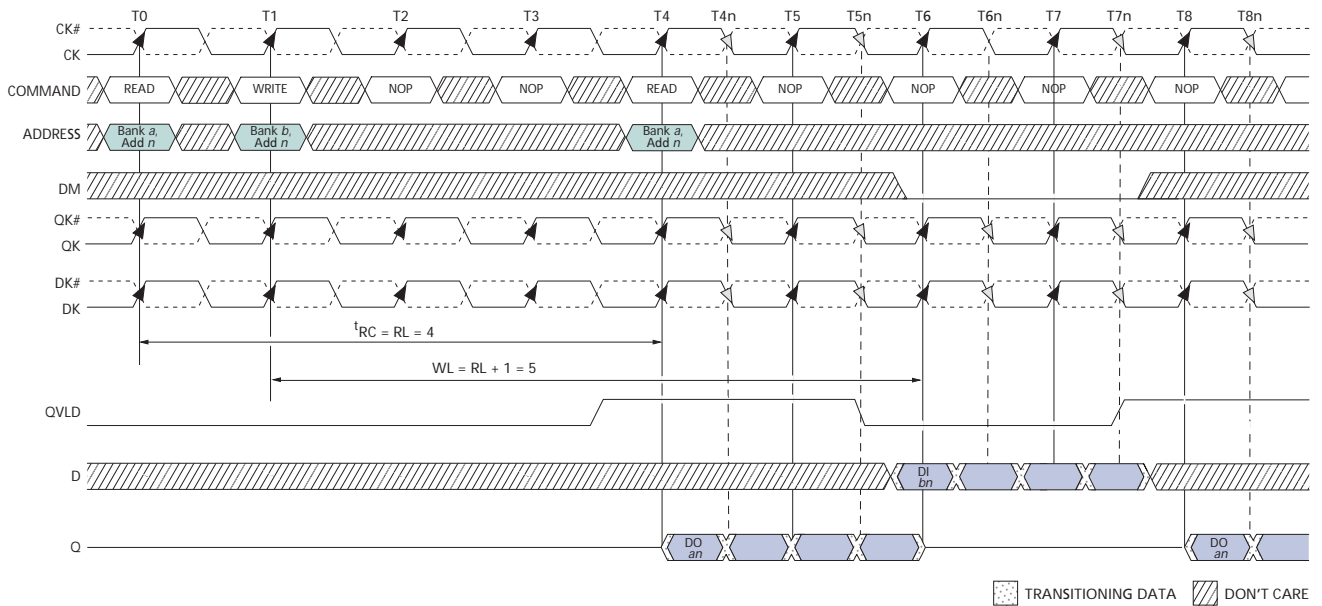 T0 T1 T2 T3 T4 T4n T5 T5n T6 T6n T7 T7n T8 T8n
CK#
CK
COMMAND READ WRITE NOP NOP READ NOP NOP NOP NOP
ADDRESS Bank a, Add n Bank b, Add n Bank a, Add n
DM
QK#
QK
DK#
DK
tRC = RL = 4
WL = RL + 1 = 5
QVLD
D DI bn
Q DO an DO an
TRANSITIONING DATA DON'T CARE